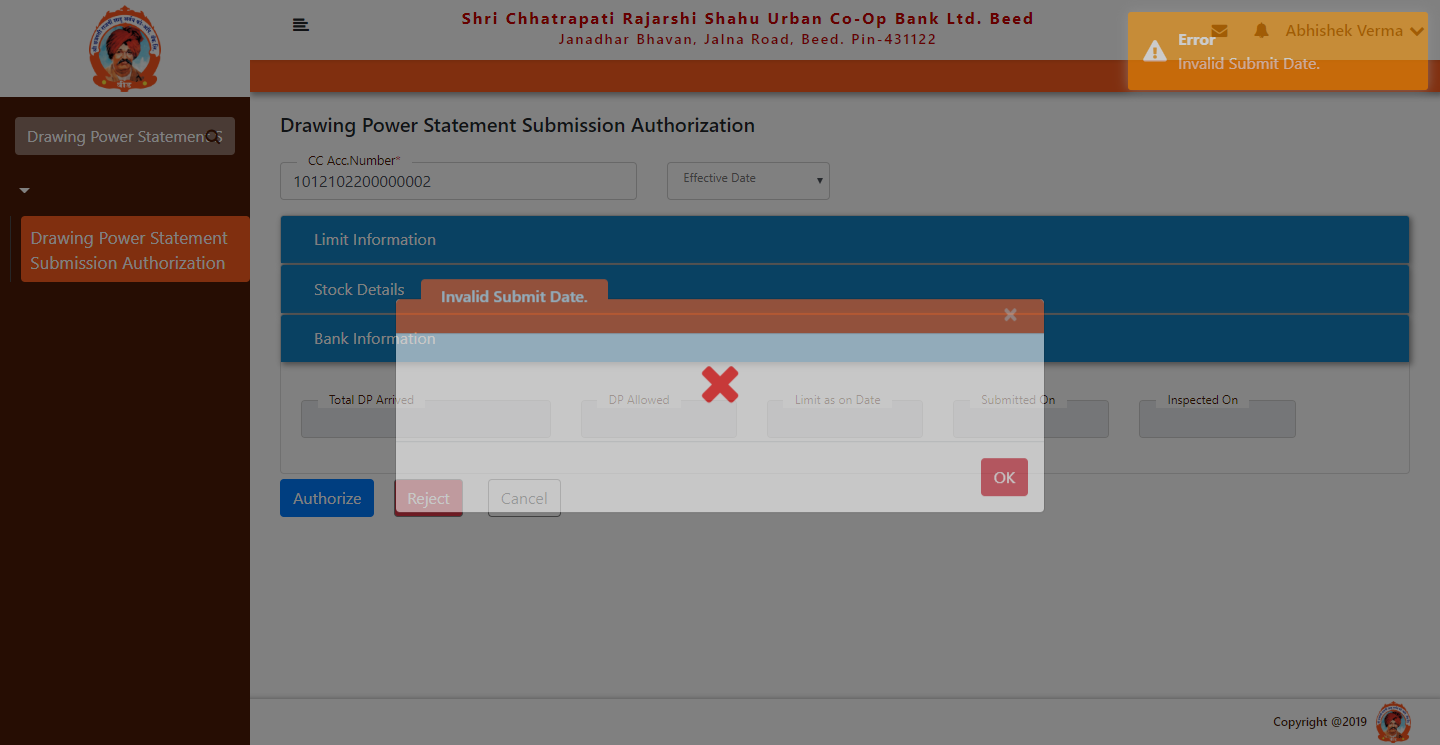 Shri Chhatrapati Rajarshi Shahu Urban Co-Op Bank Ltd. Beed
Janadhar Bhavan, Jalna Road, Beed. Pin-431122
Abhishek Verma
Error
Invalid Submit Date.
Drawing Power Statement S
Drawing Power Statement
Submission Authorization
Drawing Power Statement Submission Authorization
CC Acc.Number*
1012102200000002
Effective Date
Limit Information
Stock Details
Invalid Submit Date.
×
Bank Information
Total DP Arrived
DP Allowed
Limit as on Date
Submitted On
Inspected On
OK
Authorize
Reject
Cancel
Copyright @2019